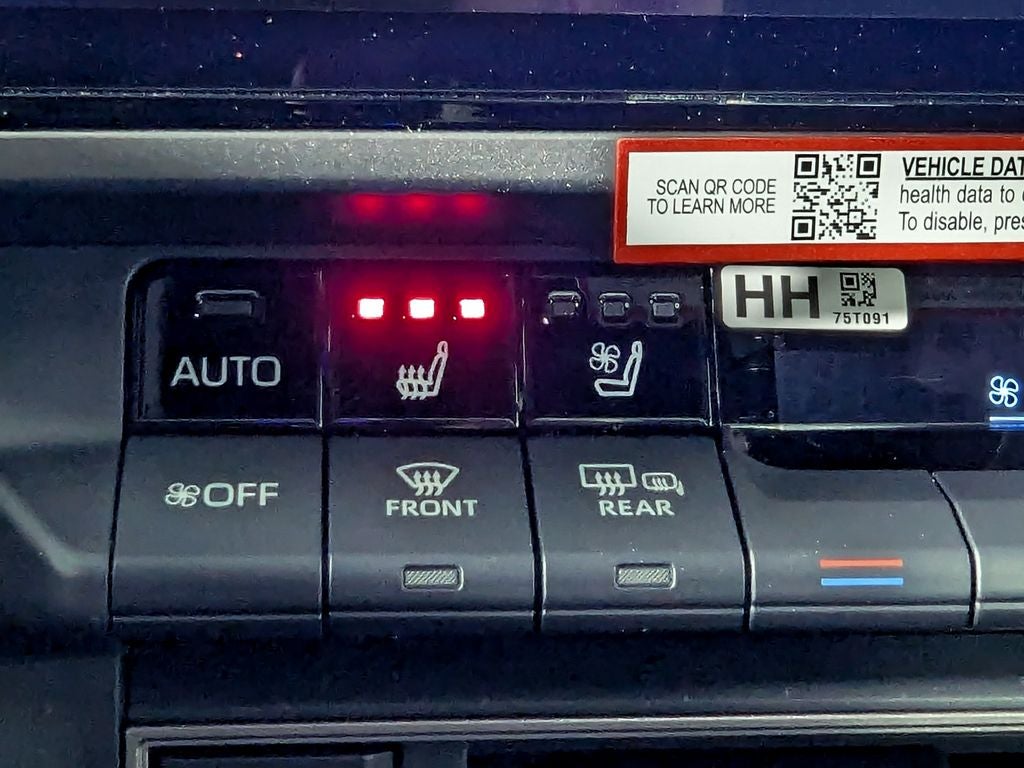 SCAN QR CODE
TO LEARN MORE
VEHICLE DAT
health data to
To disable, pres
HH
75T091
AUTO
OFF
FRONT
REAR